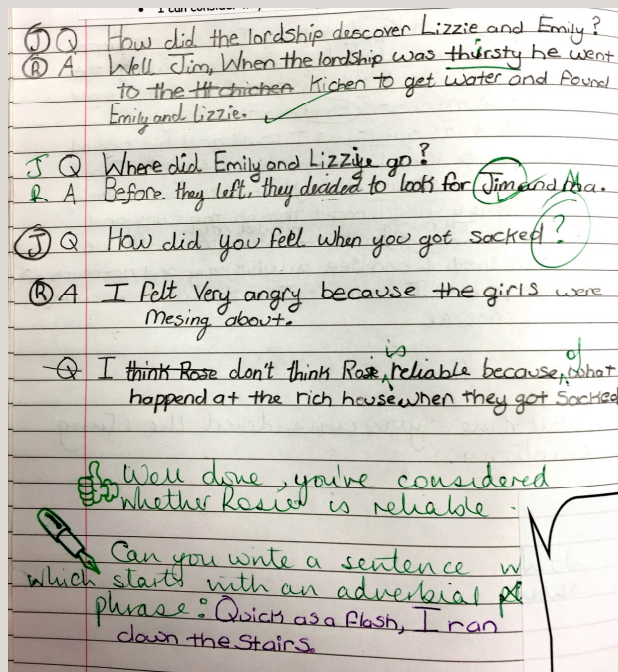 J Q How did the lordship descover Lizzie and Emily?
R A Well Jim, When the lordship was thirsty he went
to the chichen Kichen to get water and found
Emily and Lizzie.
J Q Where did Emily and Lizziye go?
R A Before they left, they decided to look for Jim and Ma.
J Q How did you feel when you got sacked?
R A I felt Very angry because the girls were
mesing about.
Q I think Rose don't think Rose is reliable because of what
happend at the rich house when they got Sacked
Well done, you've considered
whether Rosie is reliable.
Can you write a sentence w
which starts with an adverbial
phrase: Quick as a flash, I ran
down the stairs.